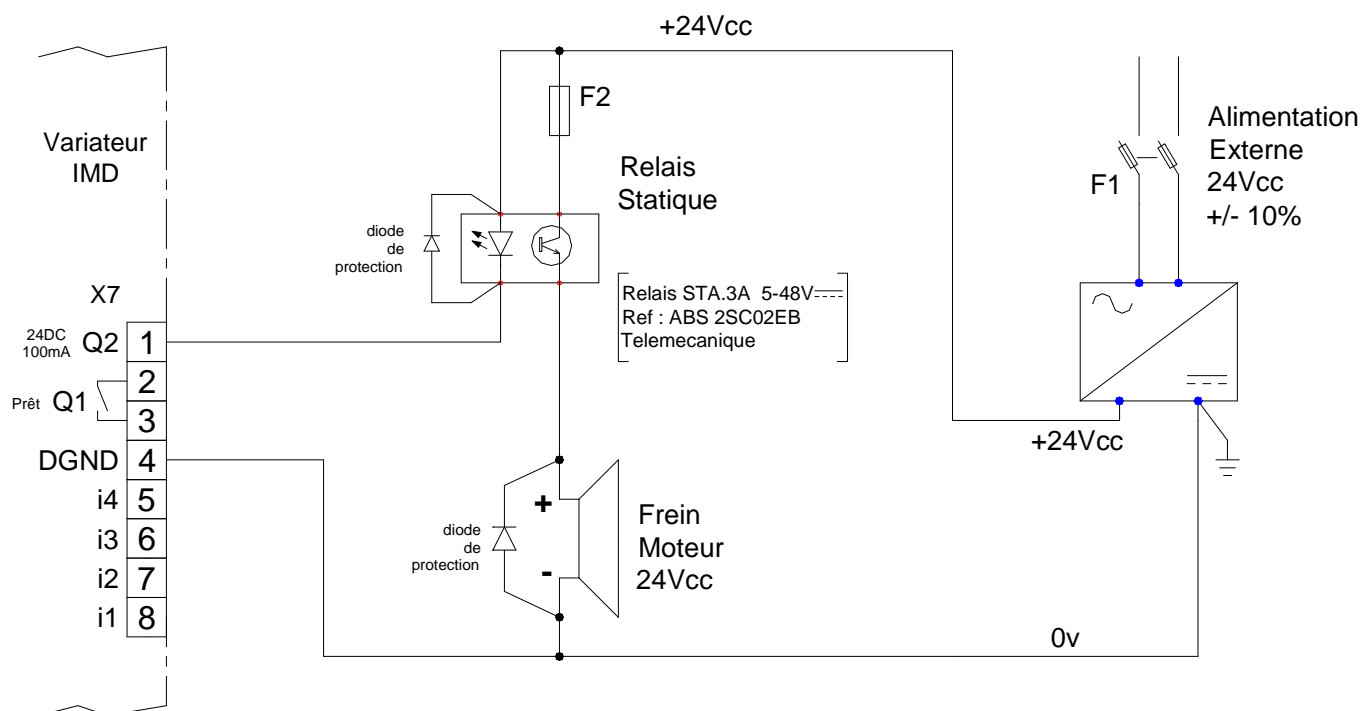 +24Vcc
F2
Variateur
IMD
Relais
Statique
diode
de
protection
Relais STA.3A 5-48V
Ref : ABS 2SC02EB
Telemecanique
F1
Alimentation
Externe
24Vcc
+/- 10%
X7
24DC
100mA
Q2 1
2
Prêt Q1
3
DGND 4
i4 5
i3 6
i2 7
i1 8
+24Vcc
diode
de
protection
+
-
Frein
Moteur
24Vcc
0v